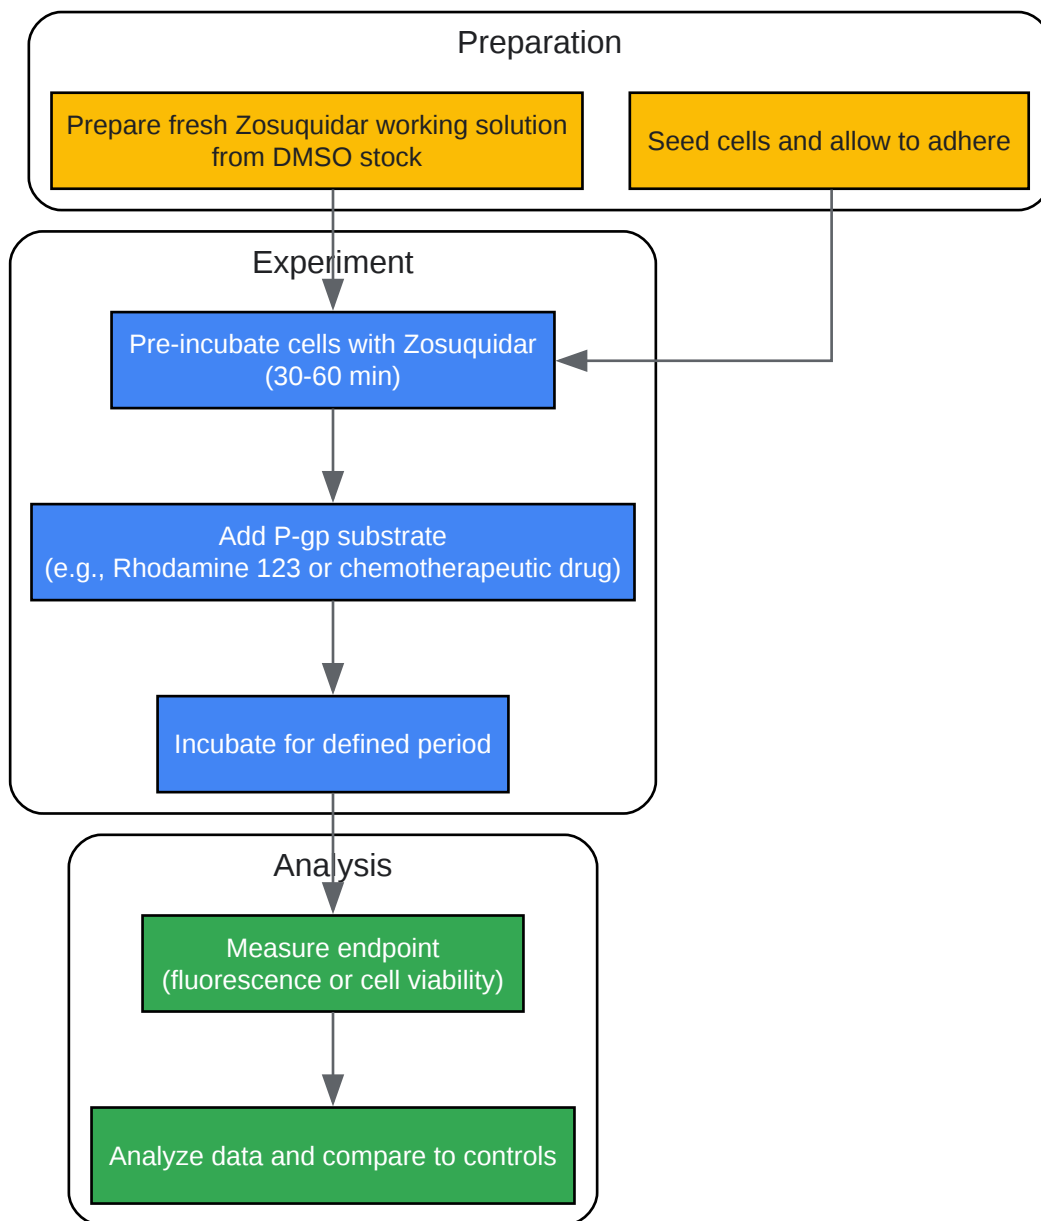 Preparation
Prepare fresh Zosuquidar working solution
from DMSO stock
Seed cells and allow to adhere
Experiment
Pre-incubate cells with Zosuquidar
(30-60 min)
Add P-gp substrate
(e.g., Rhodamine 123 or chemotherapeutic drug)
Incubate for defined period
Analysis
Measure endpoint
(fluorescence or cell viability)
Analyze data and compare to controls